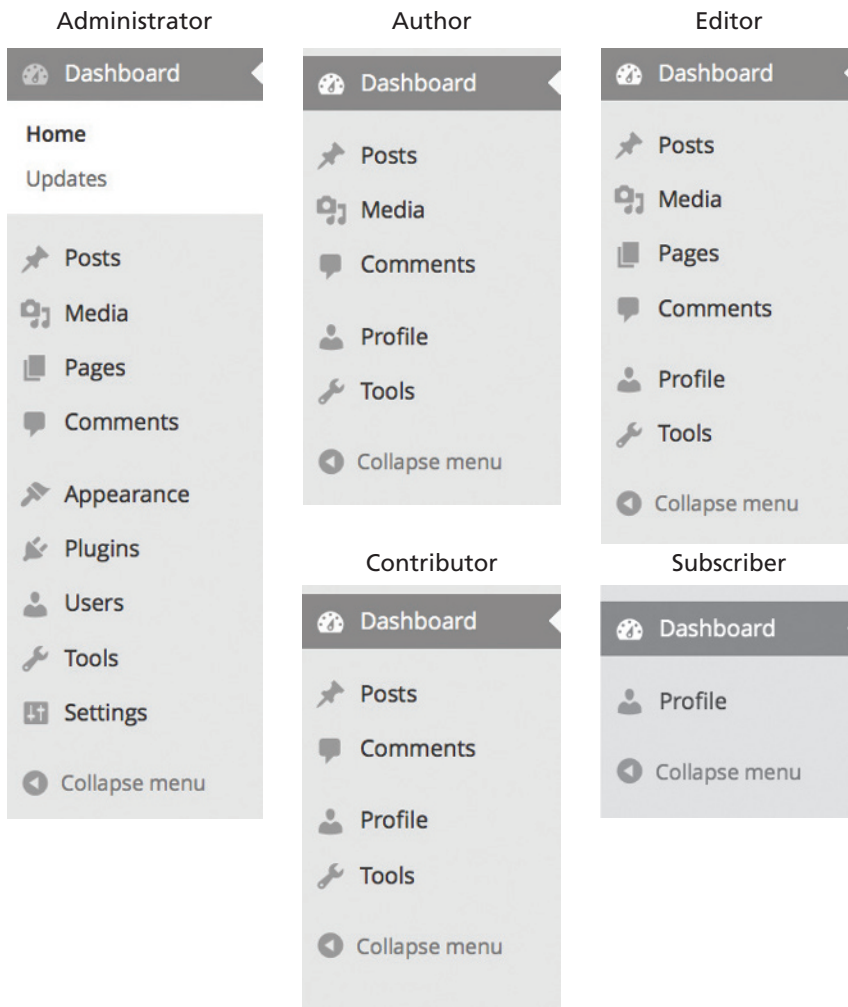 Administrator
Dashboard
Home
Updates
Posts
Media
Pages
Comments
Appearance
Plugins
Users
Tools
Settings
Collapse menu
Author
Dashboard
Posts
Media
Comments
Profile
Tools
Collapse menu
Editor
Dashboard
Posts
Media
Pages
Comments
Profile
Tools
Collapse menu
Contributor
Dashboard
Posts
Comments
Profile
Tools
Collapse menu
Subscriber
Dashboard
Profile
Collapse menu